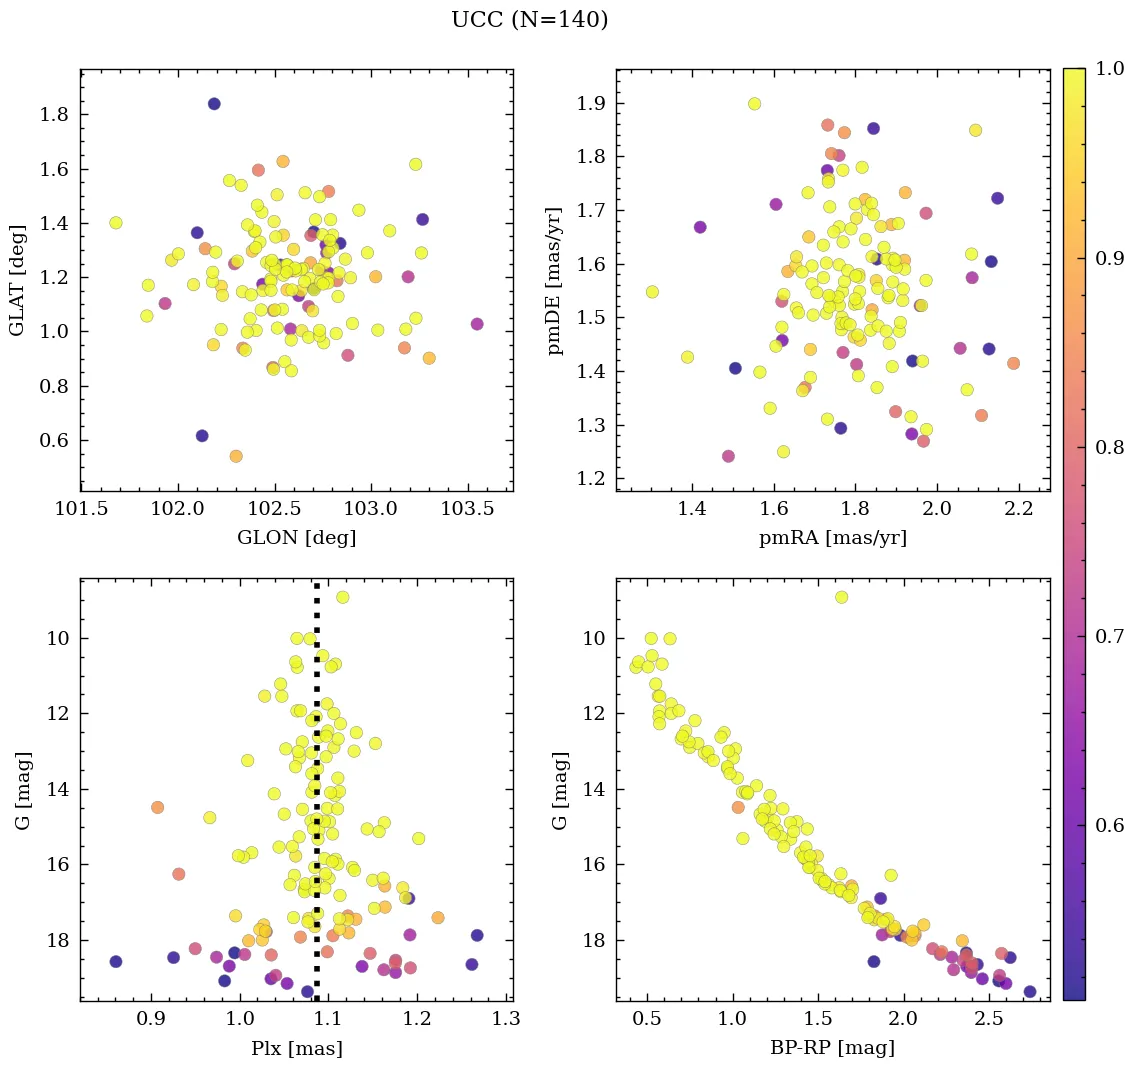 UCC (N=140)
1.8
1.6
1.4
1.2
1.0
0.8
0.6
GLAT [deg]
101.5 102.0 102.5 103.0 103.5
GLON [deg]
1.9
1.8
1.7
1.6
1.5
1.4
1.3
1.2
pmDE [mas/yr]
1.4 1.6 1.8 2.0 2.2
pmRA [mas/yr]
1.0
0.9
0.8
0.7
0.6
10
12
14
16
18
G [mag]
0.9 1.0 1.1 1.2 1.3
Plx [mas]
10
12
14
16
18
G [mag]
0.5 1.0 1.5 2.0 2.5
BP-RP [mag]